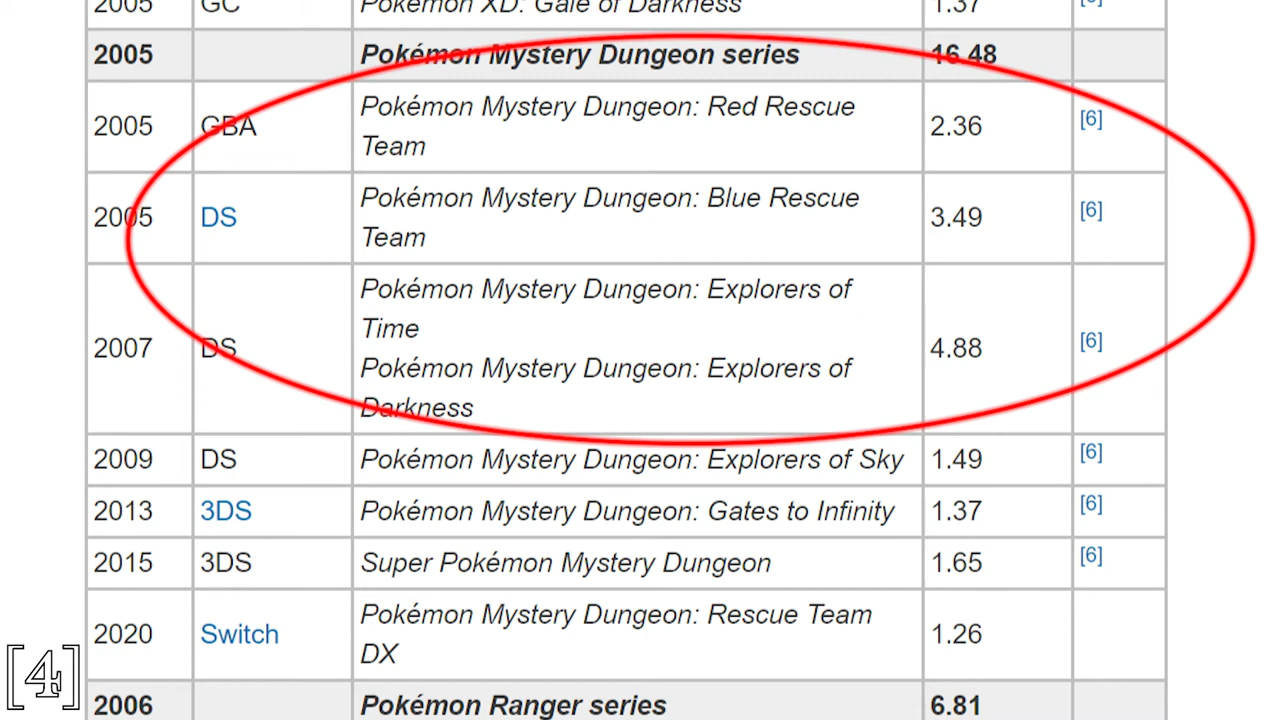 2005 GC Pokémon XD: Gale of Darkness 1.37 [6]
2005 Pokémon Mystery Dungeon series 16.48
2005 GBA Pokémon Mystery Dungeon: Red Rescue Team 2.36 [6]
2005 DS Pokémon Mystery Dungeon: Blue Rescue Team 3.49 [6]
2007 DS Pokémon Mystery Dungeon: Explorers of Time
Pokémon Mystery Dungeon: Explorers of Darkness 4.88 [6]
2009 DS Pokémon Mystery Dungeon: Explorers of Sky 1.49 [6]
2013 3DS Pokémon Mystery Dungeon: Gates to Infinity 1.37 [6]
2015 3DS Super Pokémon Mystery Dungeon 1.65 [6]
2020 Switch Pokémon Mystery Dungeon: Rescue Team DX 1.26
2006 Pokémon Ranger series 6.81
[4]